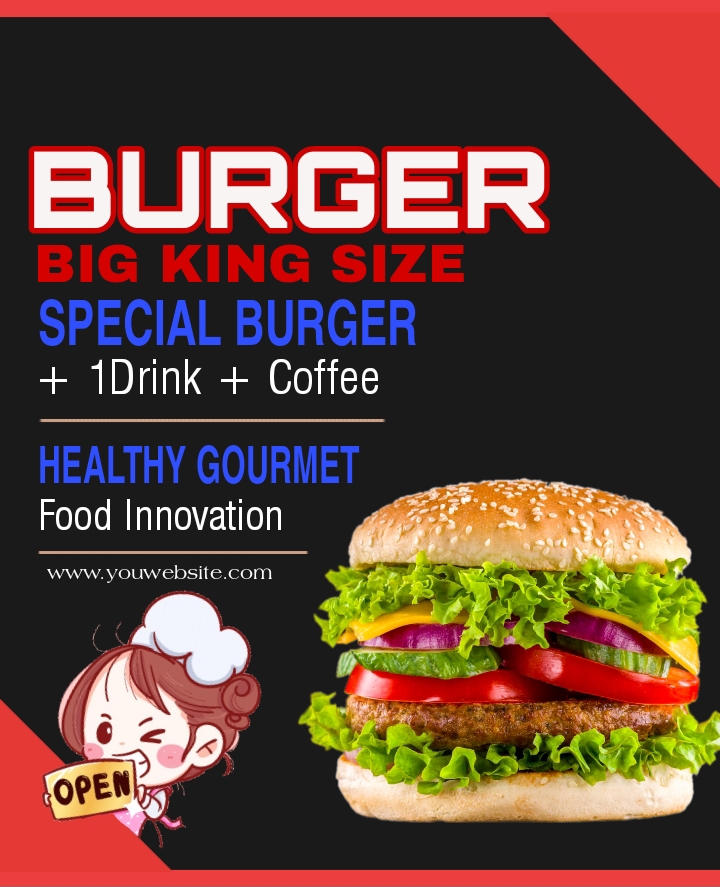 BURGER
BIG KING SIZE
SPECIAL BURGER
+ 1Drink + Coffee
HEALTHY GOURMET
Food Innovation
www.youwebsite.com
OPEN